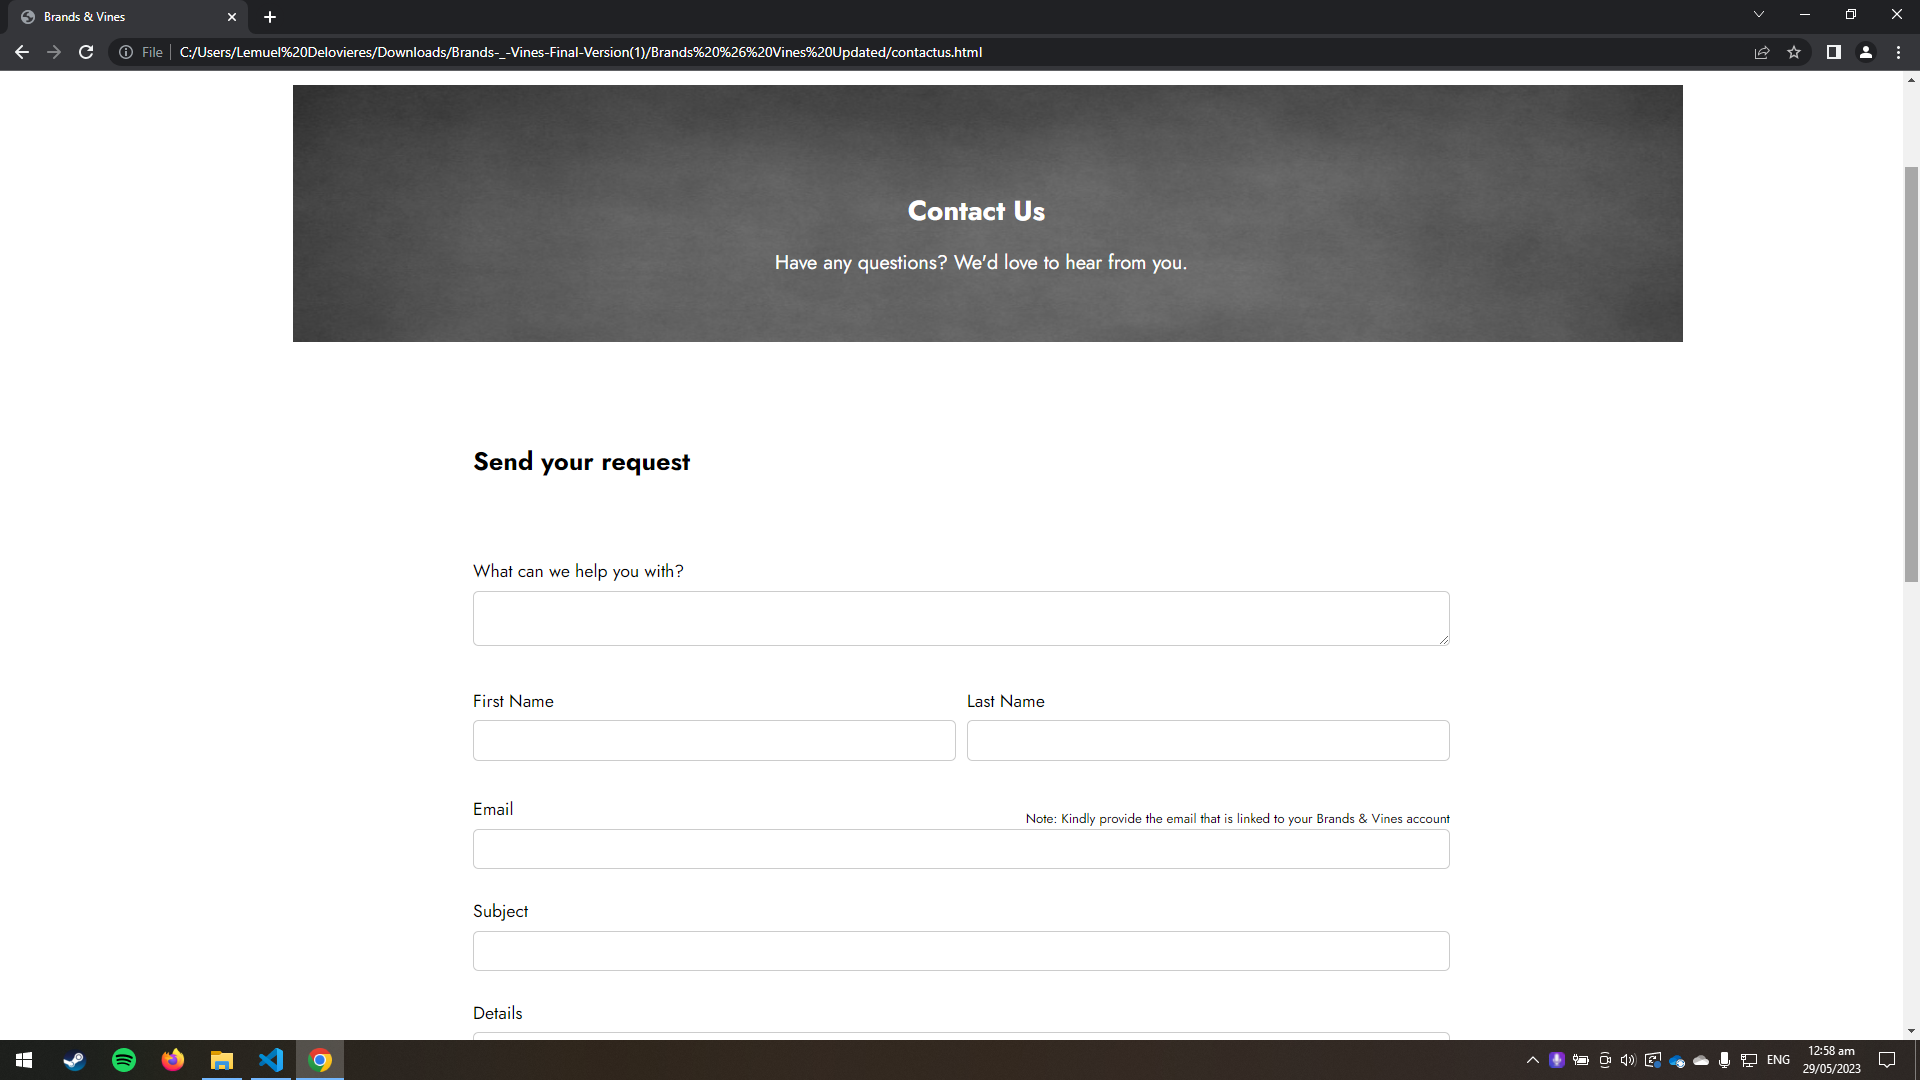 Brands & Vines
File
C:/Users/Lemuel%20Delovieres/Downloads/Brands-_-Vines-Final-Version(1)/Brands%20%26%20Vines%20Updated/contactus.html
Contact Us
Have any questions? We'd love to hear from you.
Send your request
What can we help you with?
First Name
Last Name
Email
Note: Kindly provide the email that is linked to your Brands & Vines account
Subject
Details
ENG
12:58 am
29/05/2023